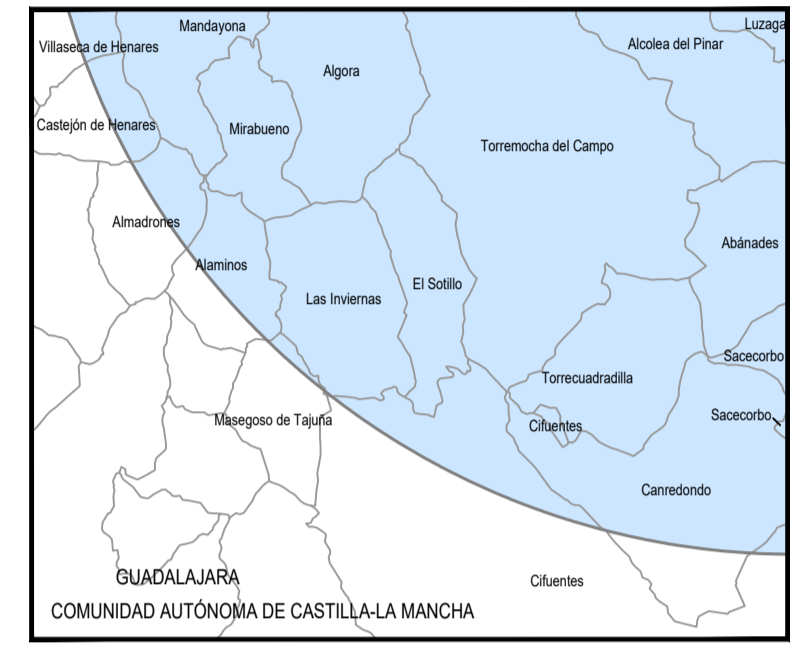 Luzaga
Mandayona
Villaseca de Henares
Alcolea del Pinar
Algora
Castejón de Henares
Mirabueno
Torremocha del Campo
Almadrones
Abánades
Alaminos
El Sotillo
Las Inviernas
Sacecorbo
Torrecuadradilla
Sacecorbo
Masegoso de Tajuña
Cifuentes
Canredondo
GUADALAJARA
Cifuentes
COMUNIDAD AUTÓNOMA DE CASTILLA-LA MANCHA